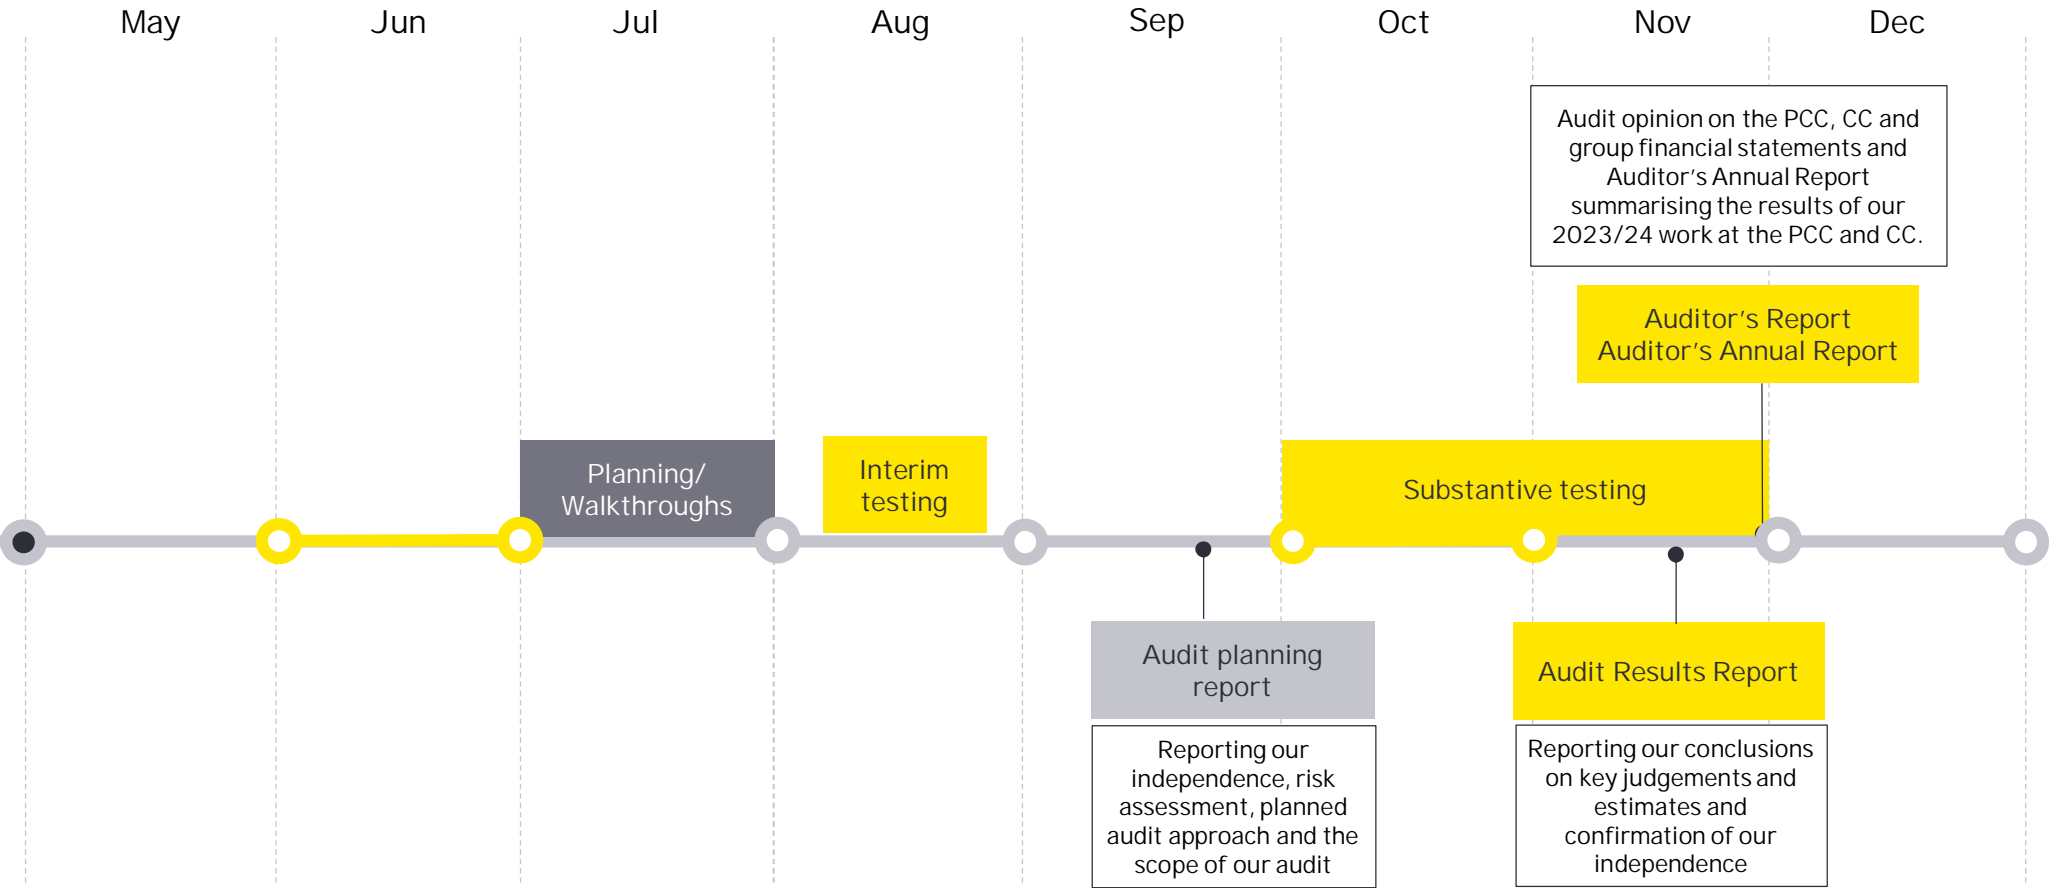 May
Jun
Jul
Aug
Sep
Oct
Nov
Dec
Audit opinion on the PCC, CC and
group financial statements and
Auditor’s Annual Report
summarising the results of our
2023/24 work at the PCC and CC.
Auditor’s Report
Auditor’s Annual Report
Planning/
Walkthroughs
Interim
testing
Substantive testing
Audit planning
report
Reporting our
independence, risk
assessment, planned
audit approach and the
scope of our audit
Audit Results Report
Reporting our conclusions
on key judgements and
estimates and
confirmation of our
independence